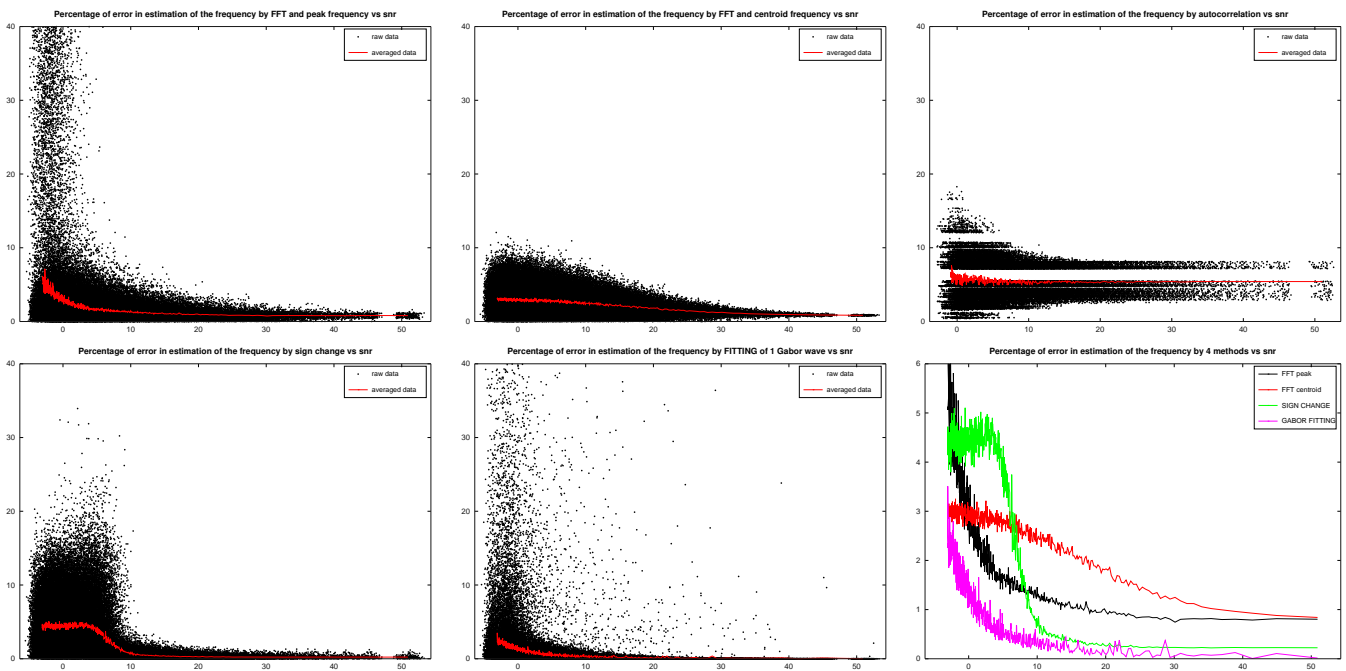 Percentage of error in estimation of the frequency by FFT and peak frequency vs snr
40
raw data
averaged data
30
20
10
0
0 10 20 30 40 50
Percentage of error in estimation of the frequency by FFT and centroid frequency vs snr
40
raw data
averaged data
30
20
10
0
0 10 20 30 40 50
Percentage of error in estimation of the frequency by autocorrelation vs snr
40
raw data
averaged data
30
20
10
0
0 10 20 30 40 50
Percentage of error in estimation of the frequency by sign change vs snr
40
raw data
averaged data
30
20
10
0
0 10 20 30 40 50
Percentage of error in estimation of the frequency by FITTING of 1 Gabor wave vs snr
40
raw data
averaged data
30
20
10
0
0 10 20 30 40 50
Percentage of error in estimation of the frequency by 4 methods vs snr
6
FFT peak
FFT centroid
SIGN CHANGE
GABOR FITTING
5
4
3
2
1
0
0 10 20 30 40 50